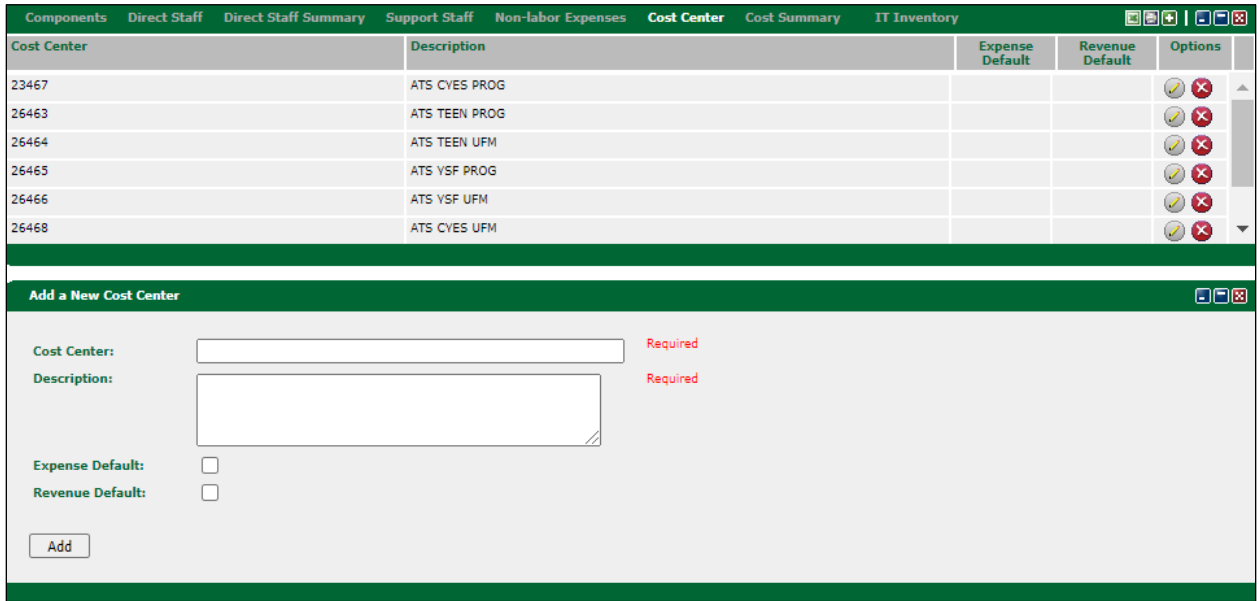 Components Direct Staff Direct Staff Summary Support Staff Non-labor Expenses Cost Center Cost Summary IT Inventory
Cost Center Description Expense Default Revenue Default Options
23467 ATS CYES PROG
26463 ATS TEEN PROG
26464 ATS TEEN UFM
26465 ATS YSF PROG
26466 ATS YSF UFM
26468 ATS CYES UFM
Add a New Cost Center
Cost Center: Required
Description: Required
Expense Default:
Revenue Default:
Add